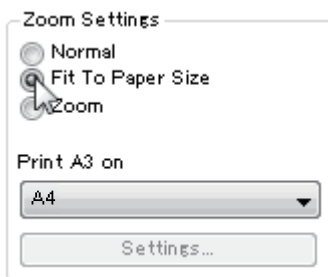 Zoom Settings
Normal
Fit To Paper Size
Zoom
Print A3 on
A4
Settings...